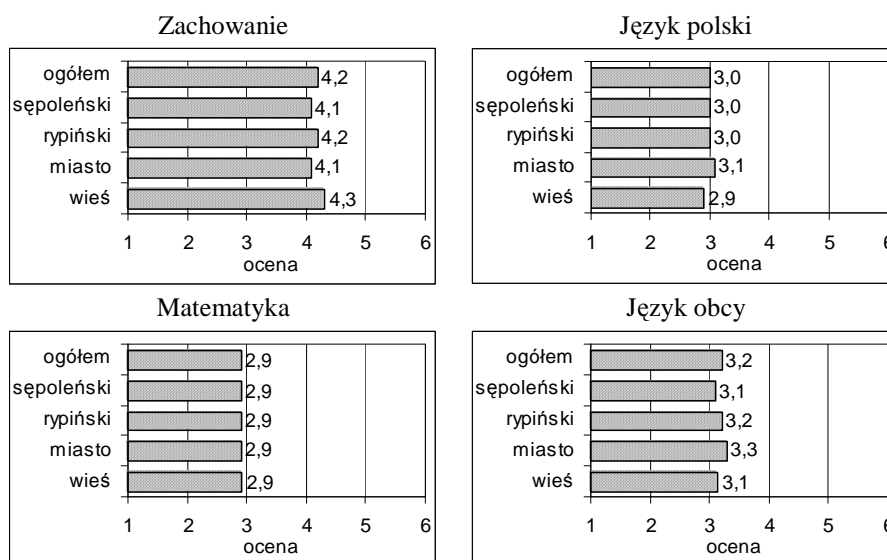 Zachowanie
ogółem 4,2
sępoleński 4,1
rypiński 4,2
miasto 4,1
wieś 4,3
1 2 3 4 5 6
ocena
Język polski
ogółem 3,0
sępoleński 3,0
rypiński 3,0
miasto 3,1
wieś 2,9
1 2 3 4 5 6
ocena
Matematyka
ogółem 2,9
sępoleński 2,9
rypiński 2,9
miasto 2,9
wieś 2,9
1 2 3 4 5 6
ocena
Język obcy
ogółem 3,2
sępoleński 3,1
rypiński 3,2
miasto 3,3
wieś 3,1
1 2 3 4 5 6
ocena